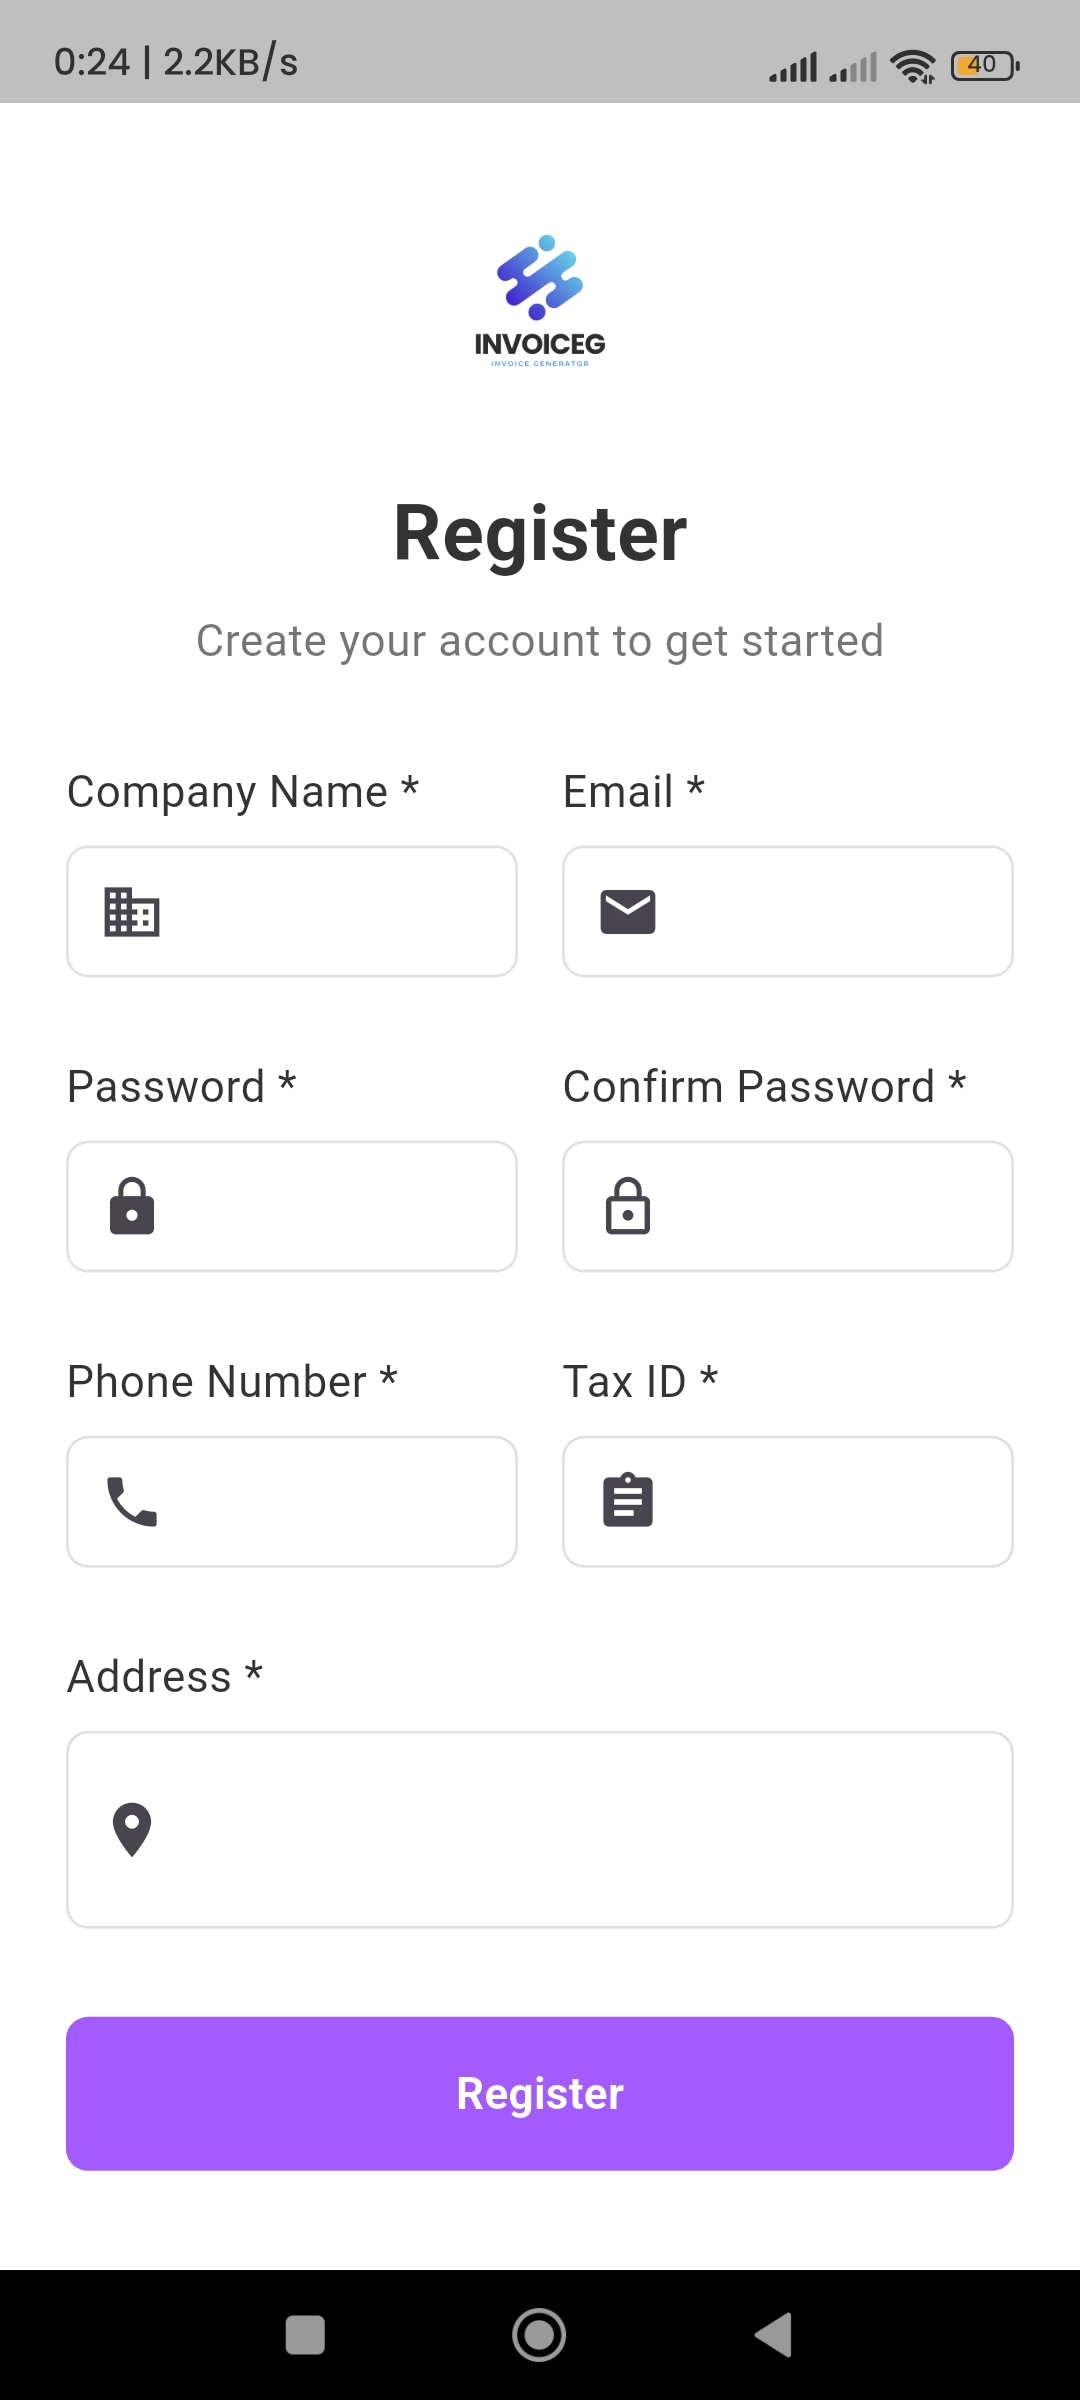 0:24 | 2.2KB/s 40
INVOICEG
INVOICE GENERATOR
Register
Create your account to get started
Company Name * Email *
Password * Confirm Password *
Phone Number * Tax ID *
Address *
Register